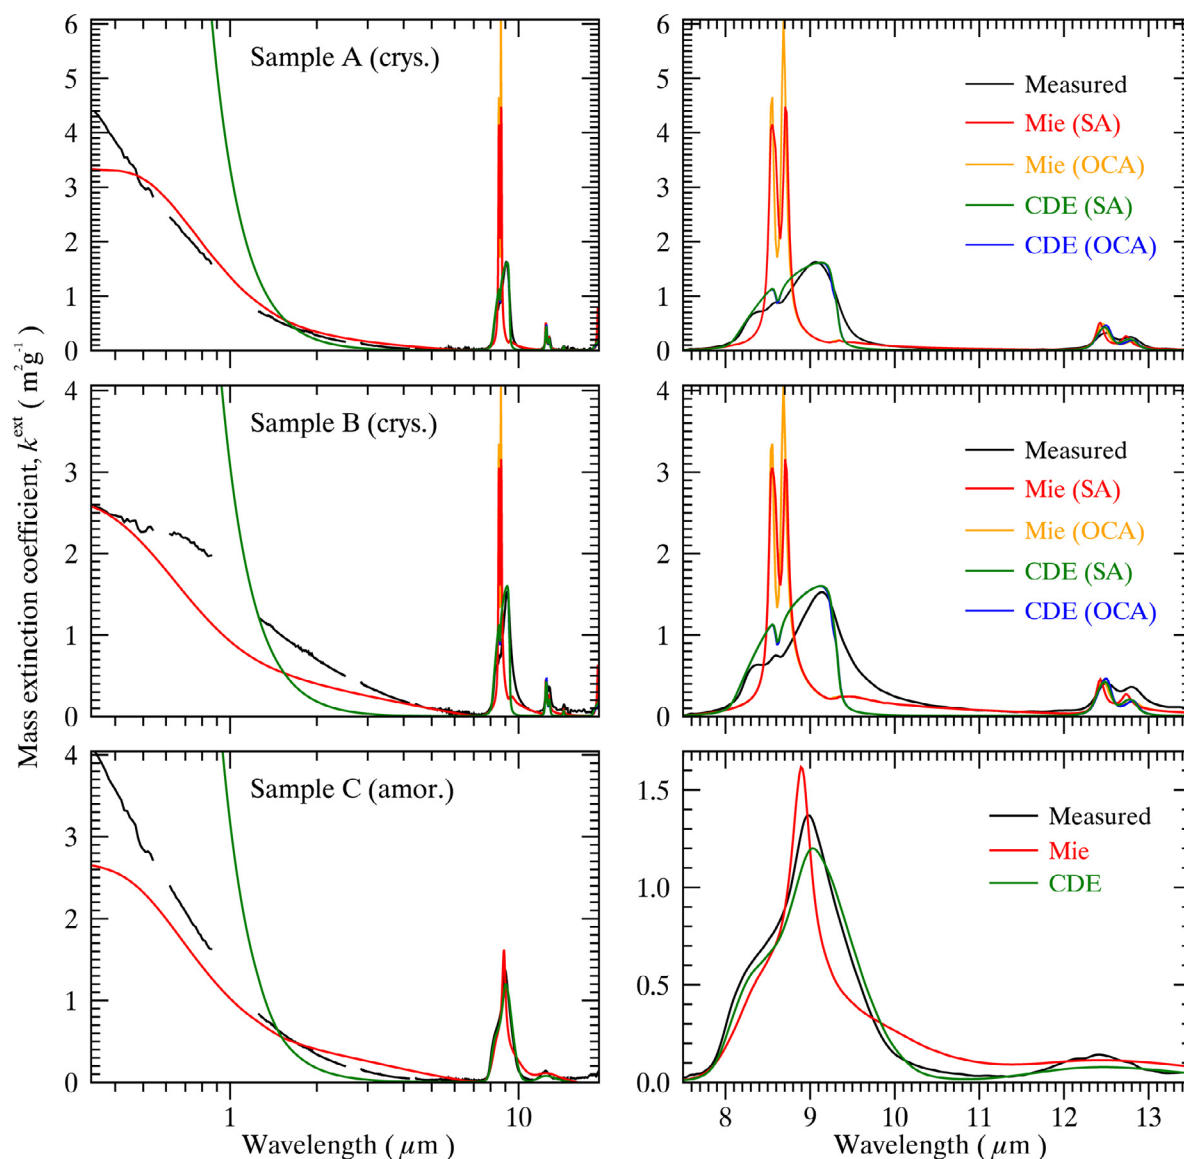 Mass extinction coefficient, k^ext ( m² g⁻¹ )
6
5
4
3
2
1
0
Sample A (crys.)
6
5
4
3
2
1
0
Measured
Mie (SA)
Mie (OCA)
CDE (SA)
CDE (OCA)
4
3
2
1
0
Sample B (crys.)
4
3
2
1
0
Measured
Mie (SA)
Mie (OCA)
CDE (SA)
CDE (OCA)
4
3
2
1
0
Sample C (amor.)
1.5
1.0
0.5
0.0
Measured
Mie
CDE
1 10
8 9 10 11 12 13
Wavelength ( μm )
Wavelength ( μm )